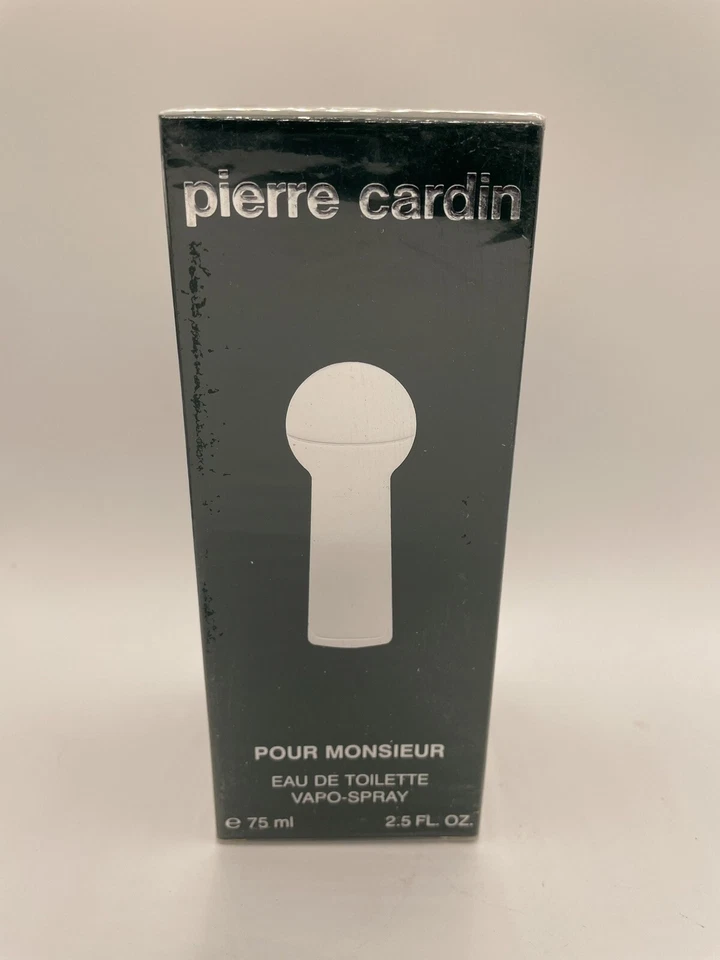 pierre cardin
POUR MONSIEUR
EAU DE TOILETTE
VAPO-SPRAY
℮ 75 ml 2.5 FL. OZ.